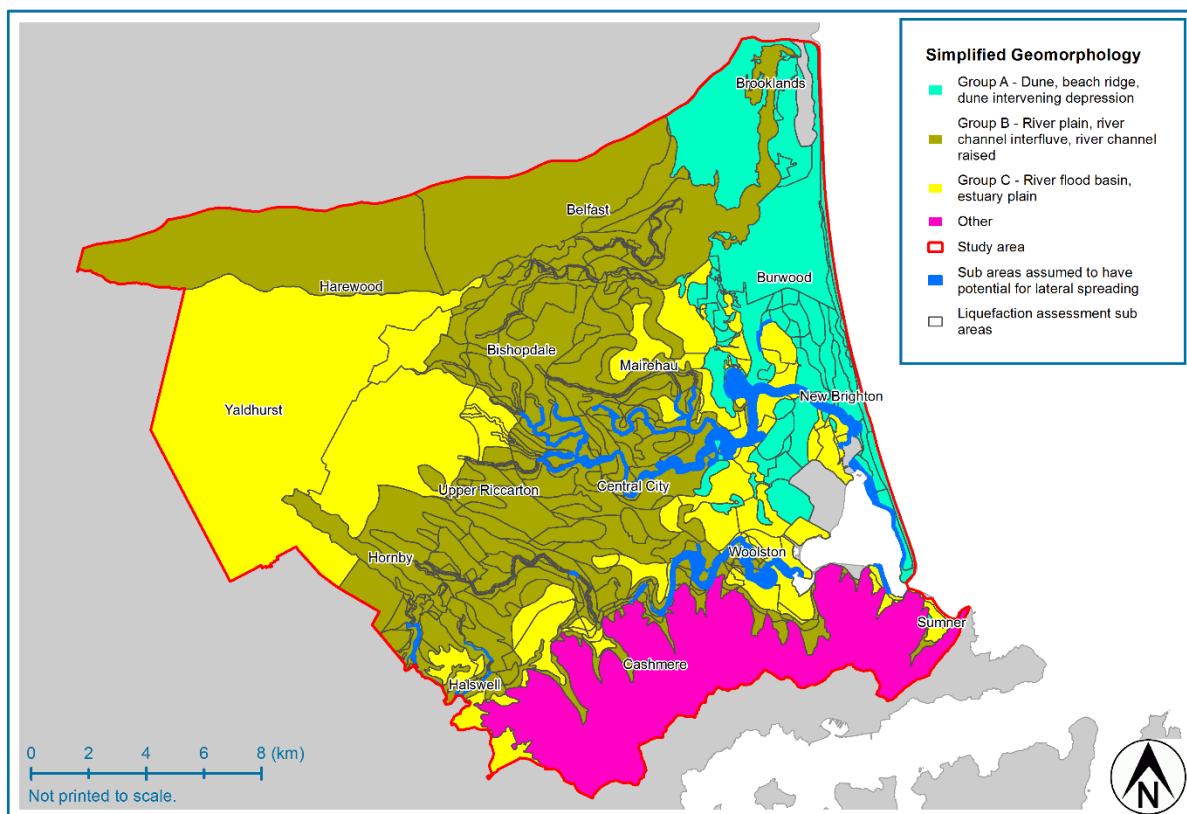 Simplified Geomorphology
Group A - Dune, beach ridge,
dune intervening depression
Group B - River plain, river
channel interfluve, river channel
raised
Group C - River flood basin,
estuary plain
Other
Study area
Sub areas assumed to have
potential for lateral spreading
Liquefaction assessment sub
areas
Brooklands
Belfast
Burwood
Harewood
Bishopdale
Mairehau
New Brighton
Yaldhurst
Upper Riccarton
Central City
Hornby
Woolston
Sumner
Cashmere
Halswell
0 2 4 6 8 (km)
Not printed to scale.
N